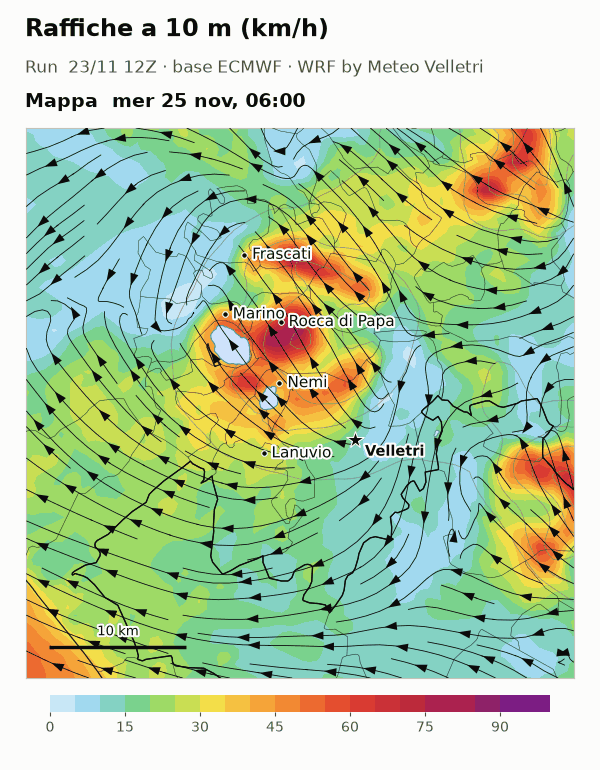 Raffiche a 10 m (km/h)
Run  23/11 12Z · base ECMWF · WRF by Meteo Velletri
Mappa  mer 25 nov, 06:00
Frascati
Marino
Rocca di Papa
Nemi
Velletri
Lanuvio
10 km
0 15 30 45 60 75 90